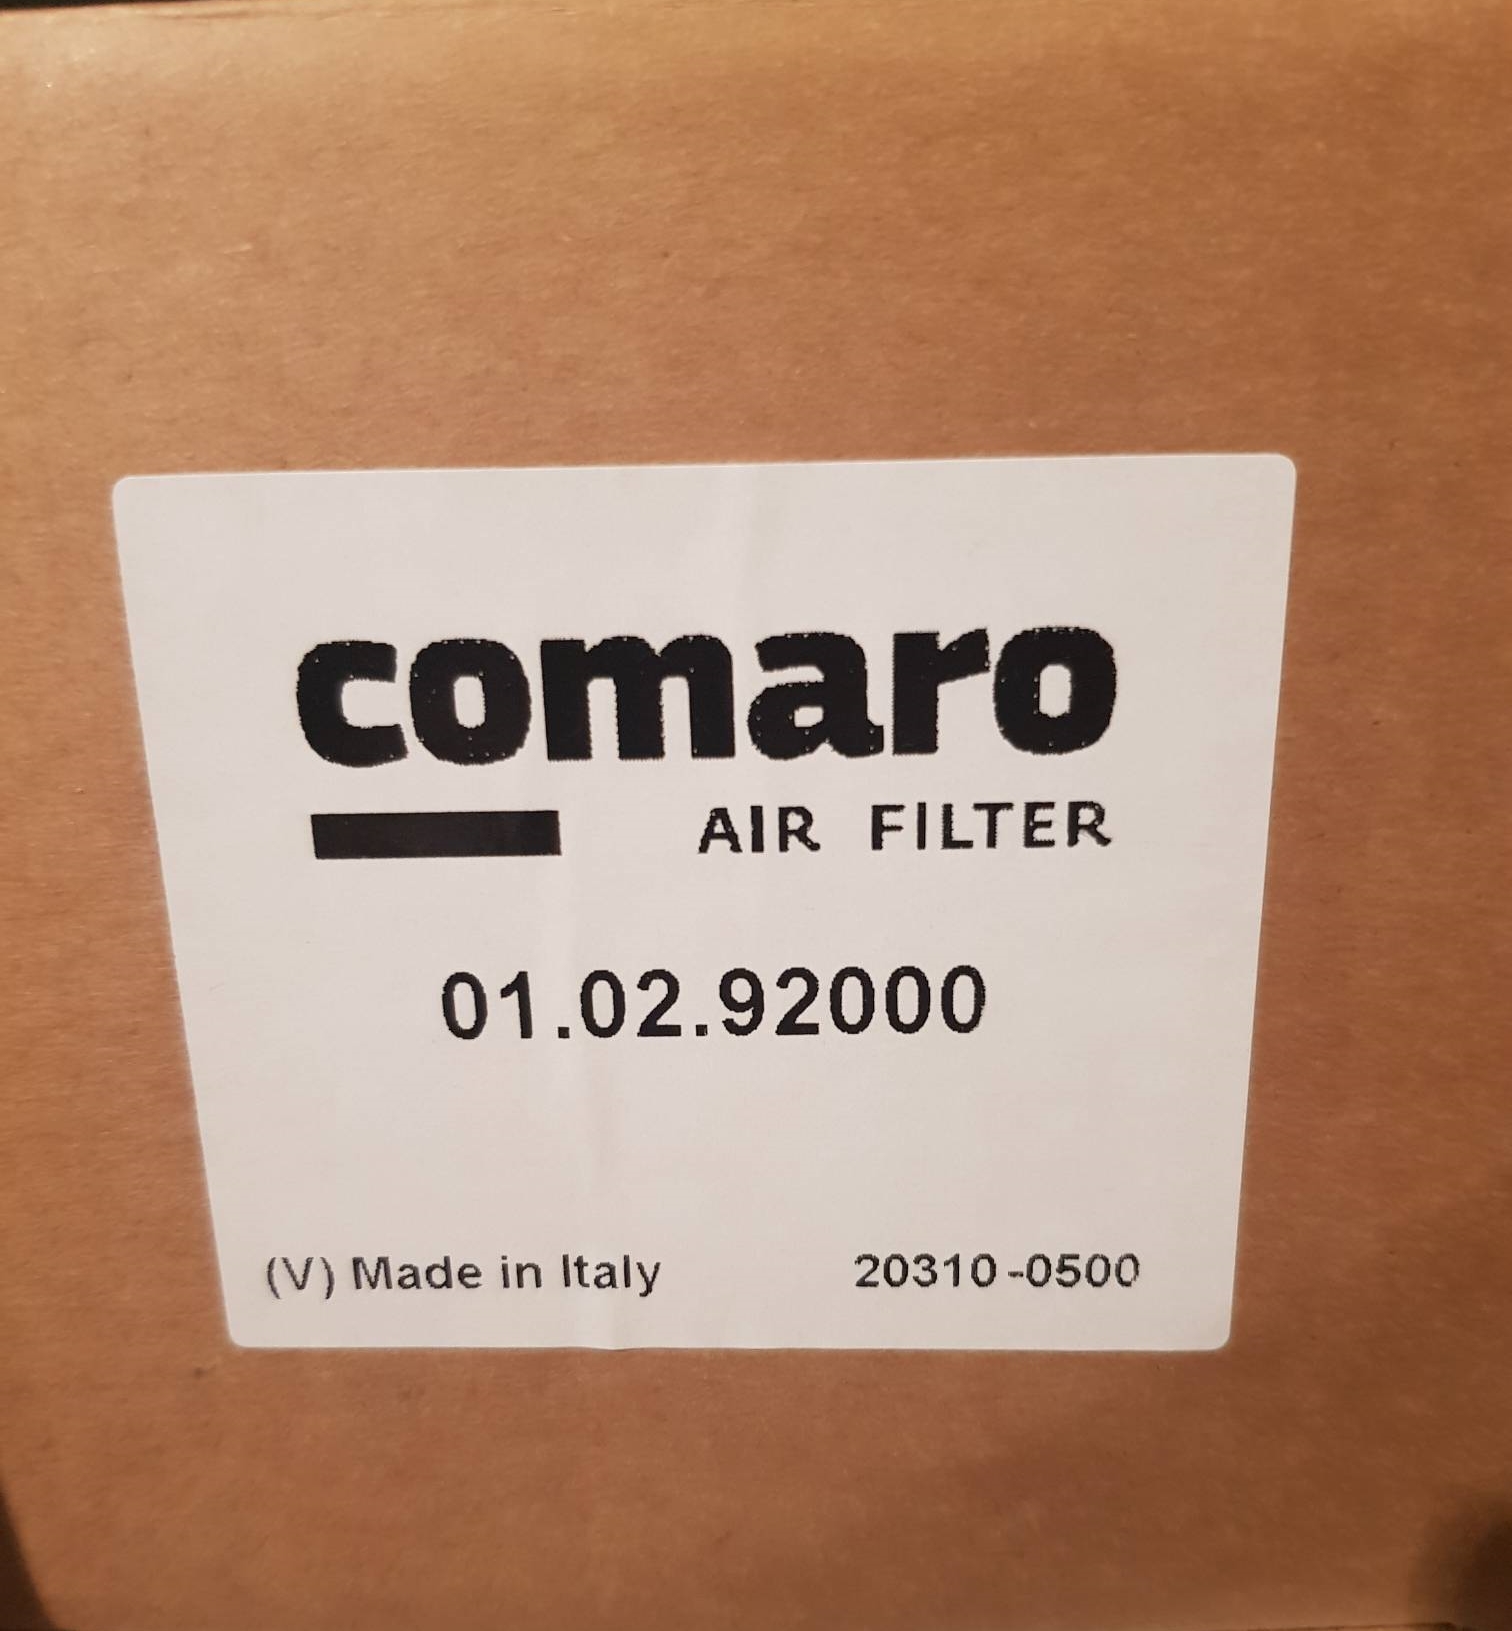 comaro
AIR FILTER
01.02.92000
(V) Made in Italy 20310-0500